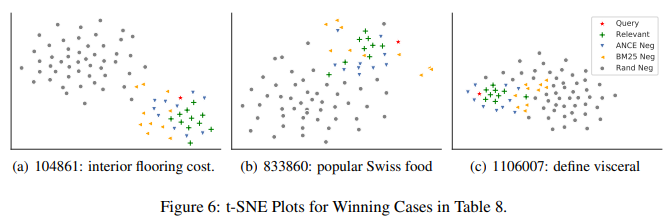 Query
Relevant
ANCE Neg
BM25 Neg
Rand Neg
(a) 104861: interior flooring cost.
(b) 833860: popular Swiss food
(c) 1106007: define visceral
Figure 6: t-SNE Plots for Winning Cases in Table 8.